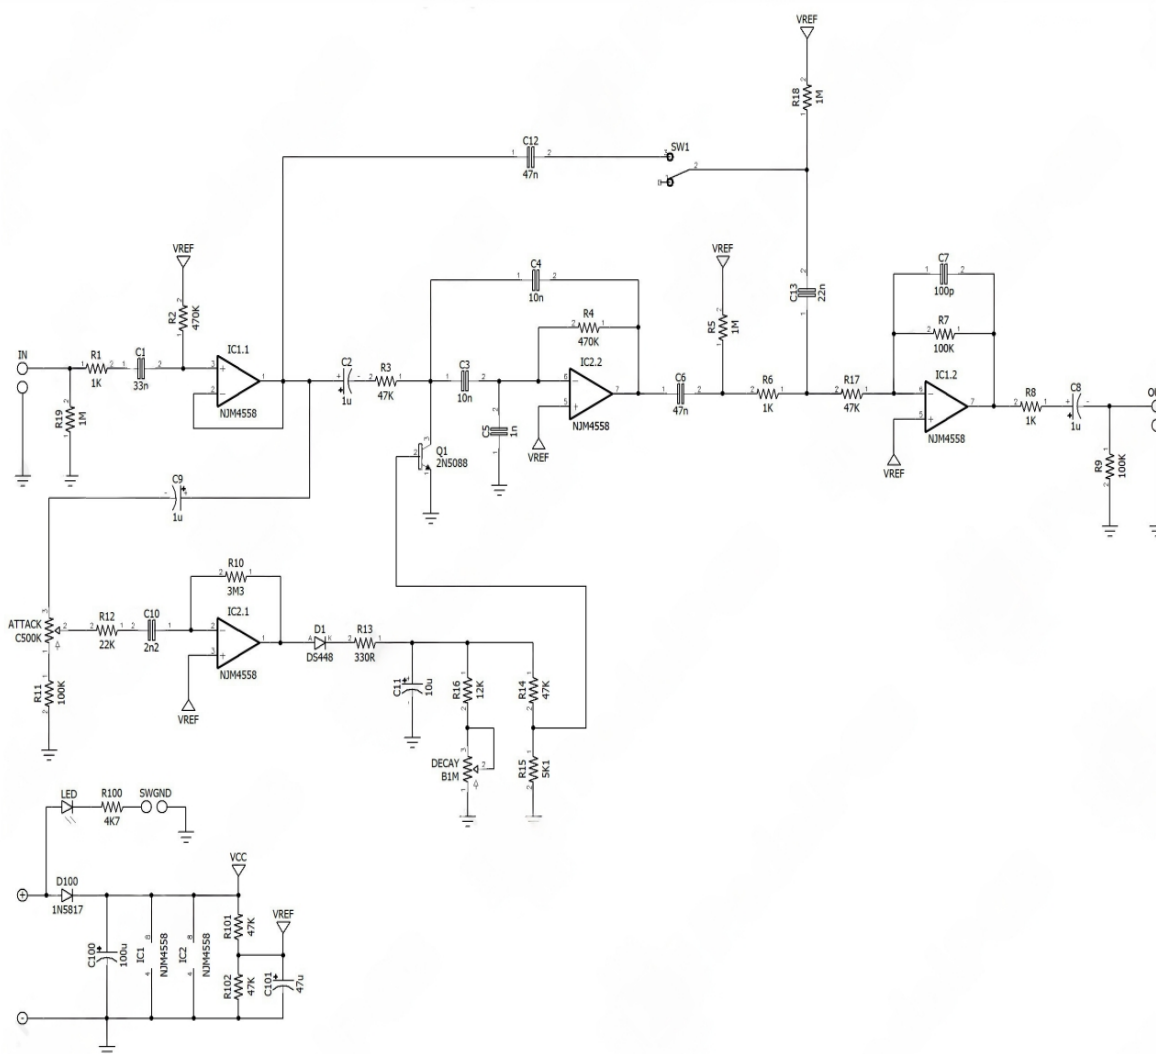 VREF
R18
1M
C12
47n
SW1
1
2
3
2
1
VREF
R2
470K
C4
10n
VREF
R5
1M
C13
22n
C7
100p
R4
470K
R7
100K
IN
R1
1K
C1
33n
IC1.1
NJM4558
C2
1u
R3
47K
C3
10n
IC2.2
NJM4558
C6
47n
R6
1K
R17
47K
IC1.2
NJM4558
R8
1K
C8
1u
R19
1M
C5
1n
VREF
VREF
Q1
2N5088
R9
100K
C9
1u
R10
3M3
ATTACK
C500K
R12
22K
C10
2n2
IC2.1
NJM4558
D1
DS448
R13
330R
R11
100K
VREF
C11
10u
R16
12K
R14
47K
DECAY
B1M
R15
5K1
LED
R100
4K7
SWGND
VCC
D100
1N5817
VREF
C100
100u
IC1
NJM4558
IC2
NJM4558
R101
47K
R102
47K
C101
47u